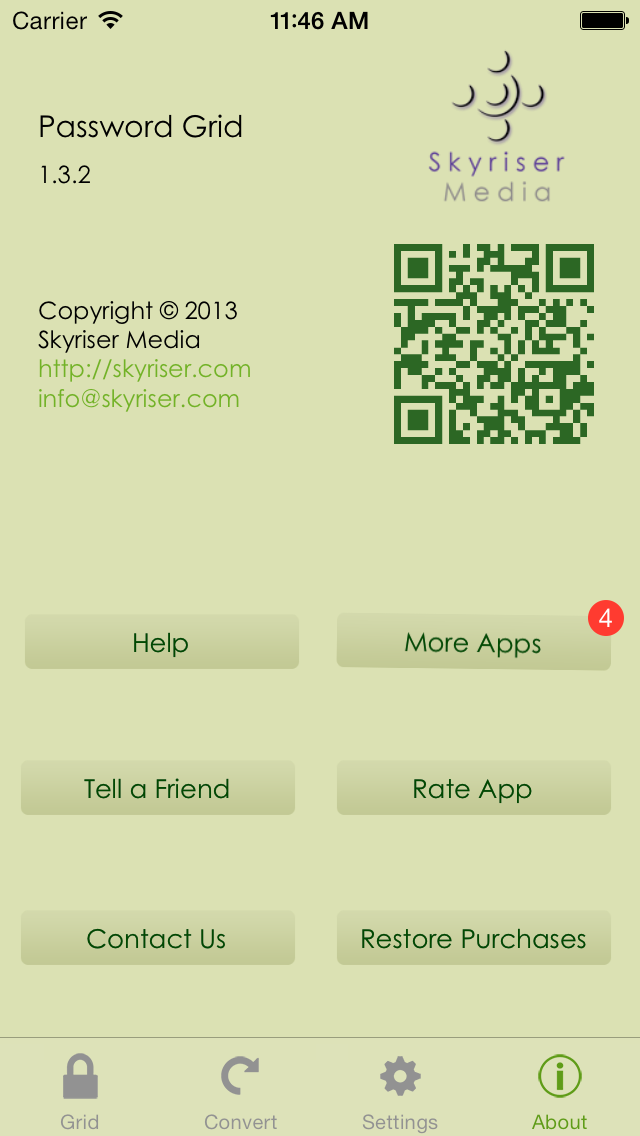 Carrier 11:46 AM
Password Grid
1.3.2
Skyriser
Media
Copyright © 2013
Skyriser Media
http://skyriser.com
info@skyriser.com
4
Help More Apps
Tell a Friend Rate App
Contact Us Restore Purchases
Grid Convert Settings About